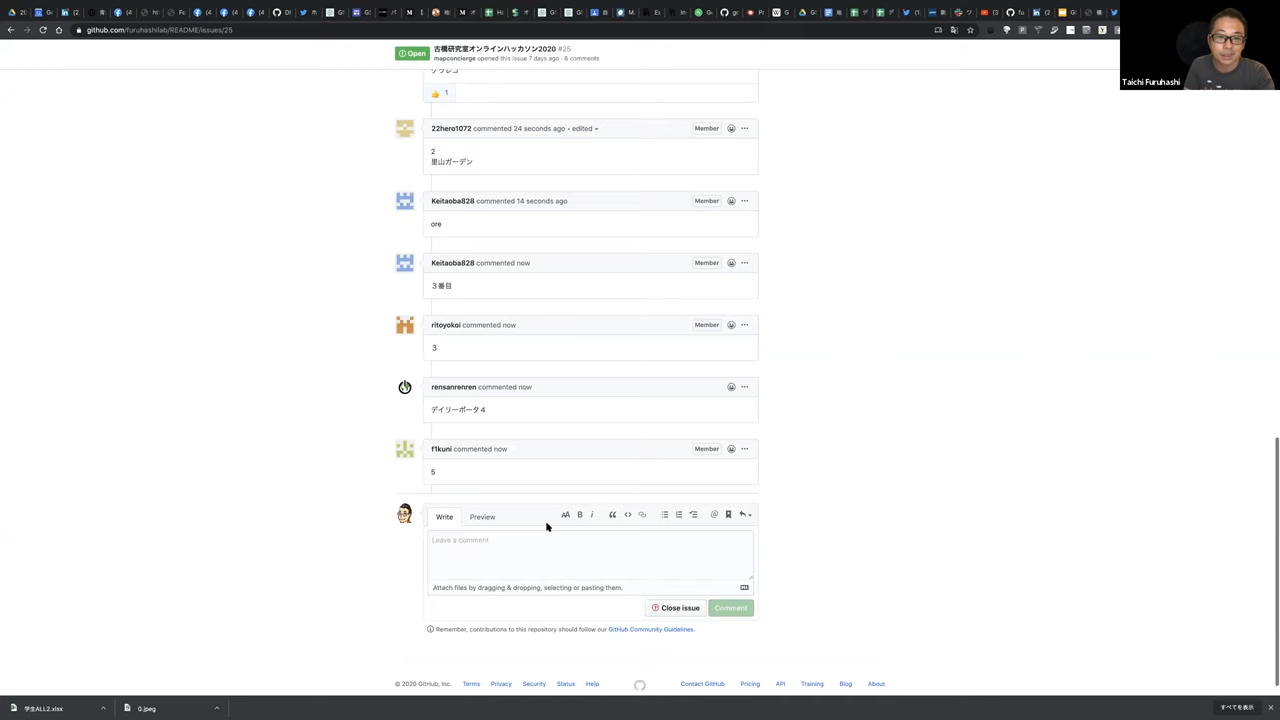 github.com/furuhashilab/README/issues/25
Open
古橋研究室オンラインハッカソン2020 #25
mapconcierge opened this issue 7 days ago · 6 comments
Taichi Furuhashi
👍 1
22hero1072 commented 24 seconds ago • edited
Member
2
里山ガーデン
Keitaoba828 commented 14 seconds ago
Member
ore
Keitaoba828 commented now
Member
３番目
ritoyokoi commented now
Member
３
rensanrenren commented now
デイリーポータ４
f1kuni commented now
Member
5
Write
Preview
Leave a comment
Attach files by dragging & dropping, selecting or pasting them.
Close issue
Comment
Remember, contributions to this repository should follow our GitHub Community Guidelines.
© 2020 GitHub, Inc.
Terms
Privacy
Security
Status
Help
Contact GitHub
Pricing
API
Training
Blog
About
学生ALL2.xlsx
0.jpeg
すべてを表示